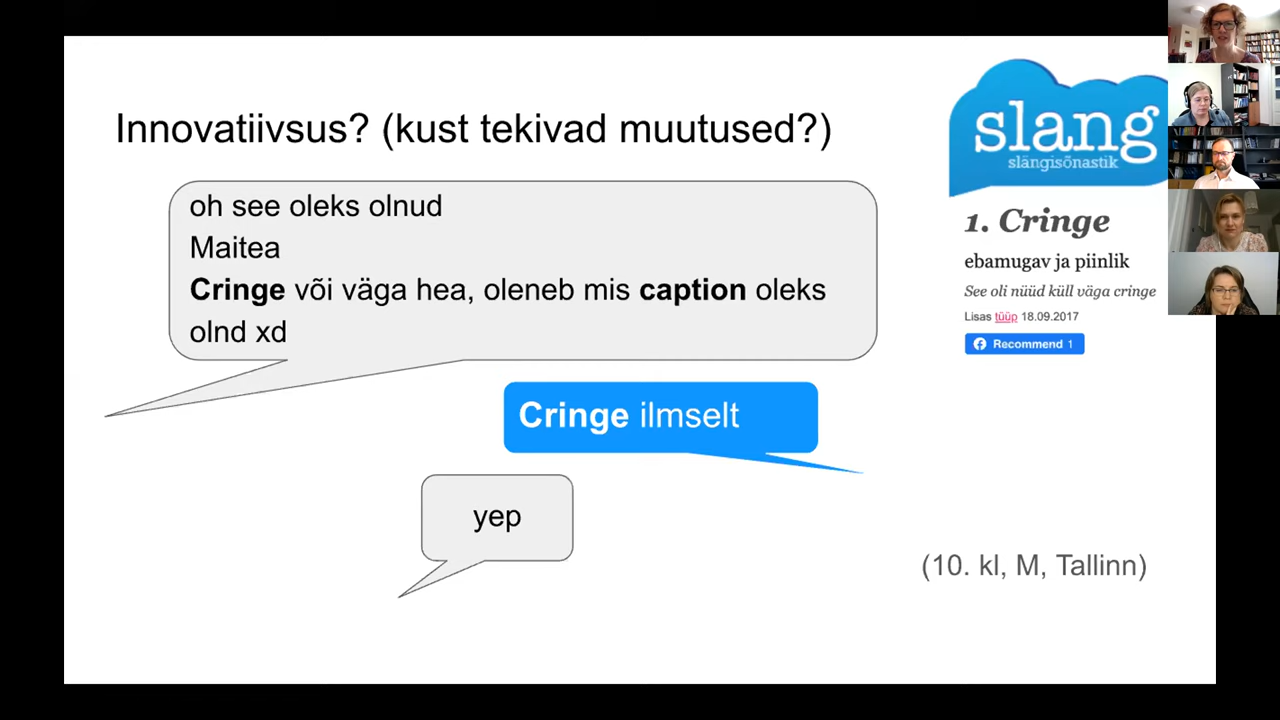 Innovatiivsus? (kust tekivad muutused?)
oh see oleks olnud
Maitea
Cringe või väga hea, oleneb mis caption oleks
olnd xd
Cringe ilmselt
yep
(10. kl, M, Tallinn)
slang
slängisõnastik
1. Cringe
ebamugav ja piinlik
See oli nüüd küll väga cringe
Lisas tüüp 18.09.2017
Recommend 1